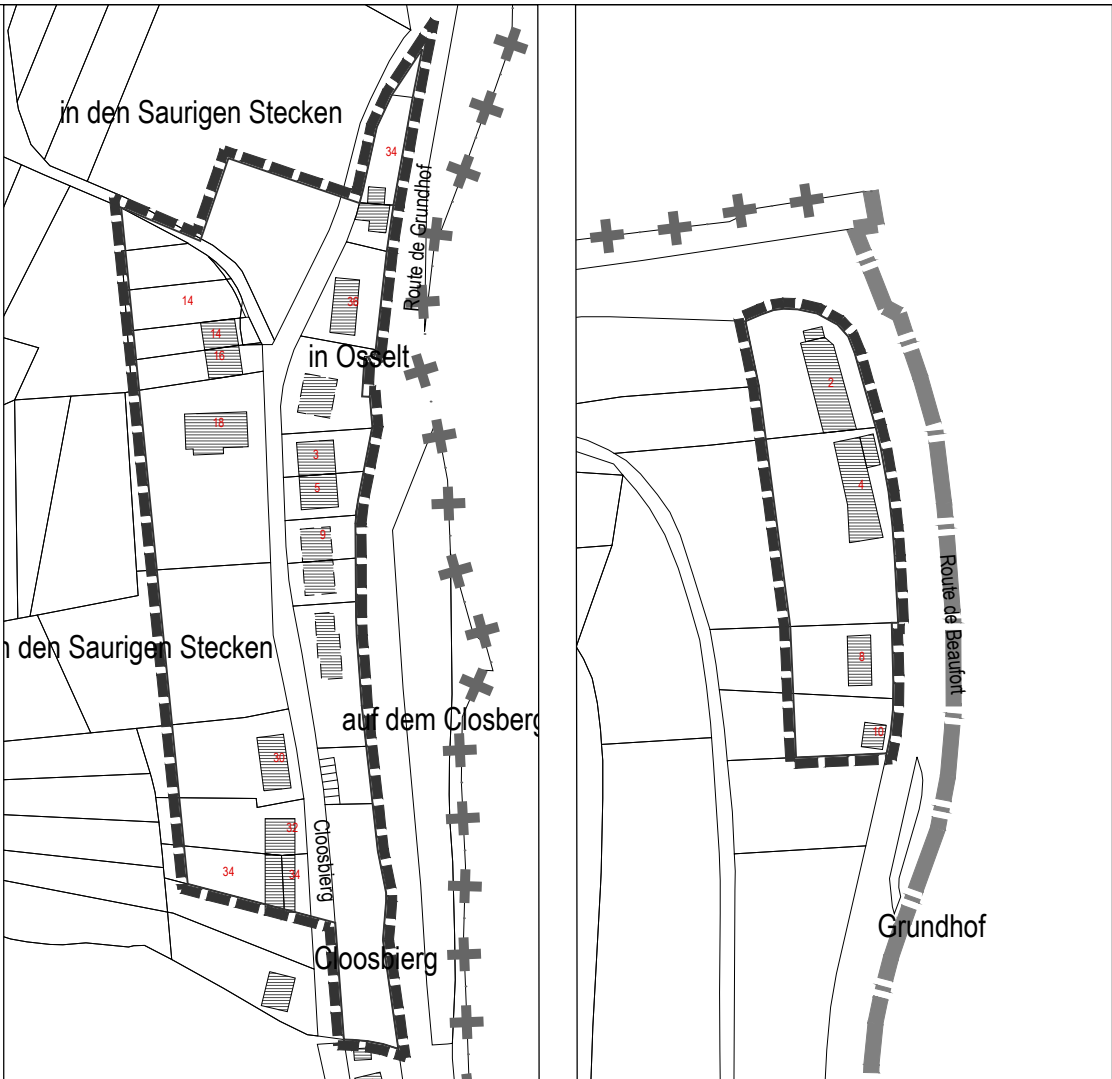 in den Saurigen Stecken
34
Route de Grundhof
14
36
14
16
in Osselt
18
3
5
9
n den Saurigen Stecken
auf dem Closberg
30
32
34
34
Cloosbierg
Cloosbierg
2
4
Route de Beaufort
8
10
Grundhof